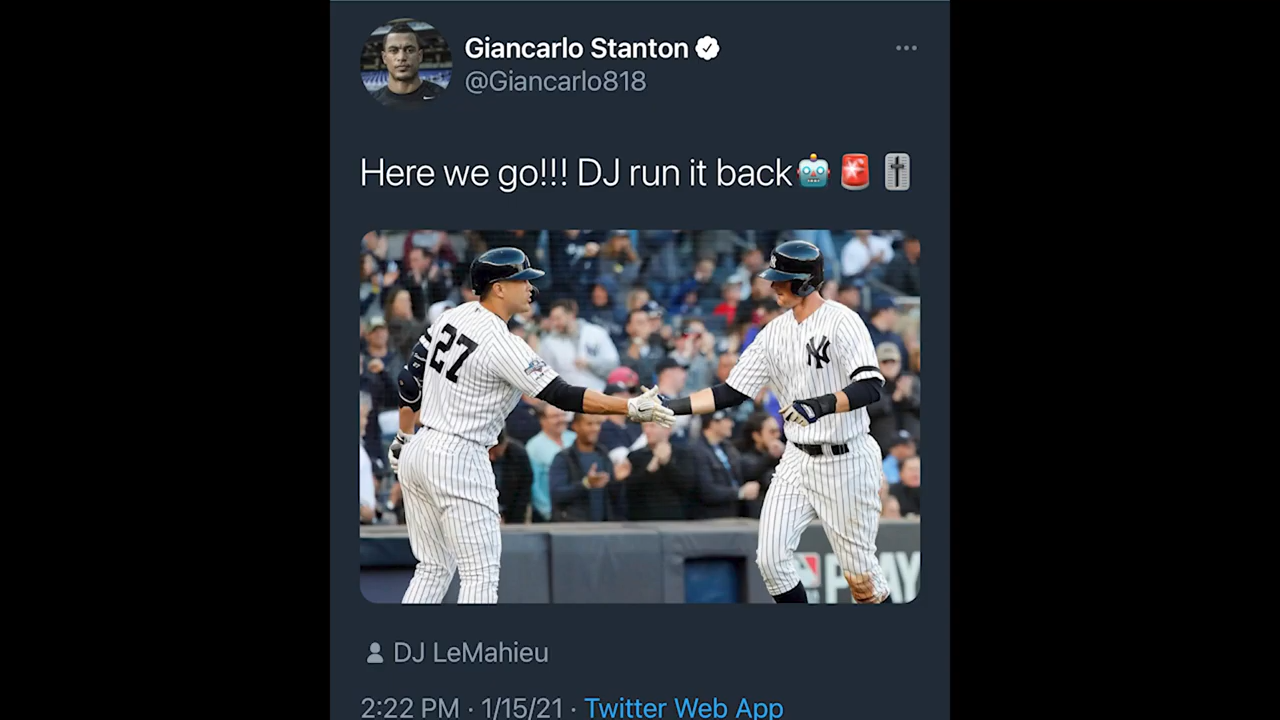 Giancarlo Stanton
@Giancarlo818
Here we go!!! DJ run it back🤖🚨🎚
27
NY
PLAY
DJ LeMahieu
2:22 PM · 1/15/21 · Twitter Web App